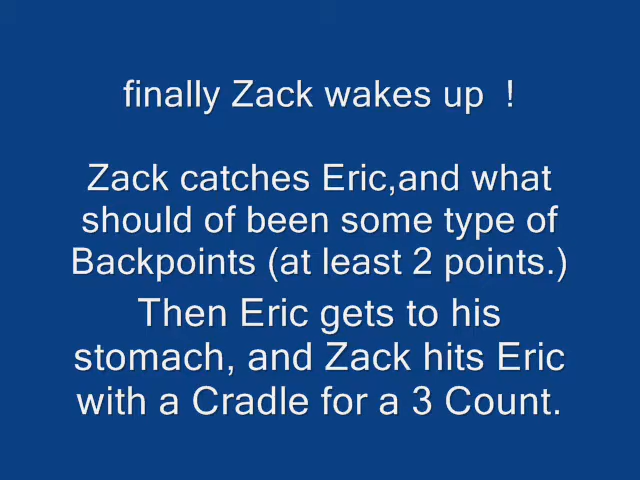 finally Zack wakes up  !
Zack catches Eric,and what
should of been some type of
Backpoints (at least 2 points.)
Then Eric gets to his
stomach, and Zack hits Eric
with a Cradle for a 3 Count.